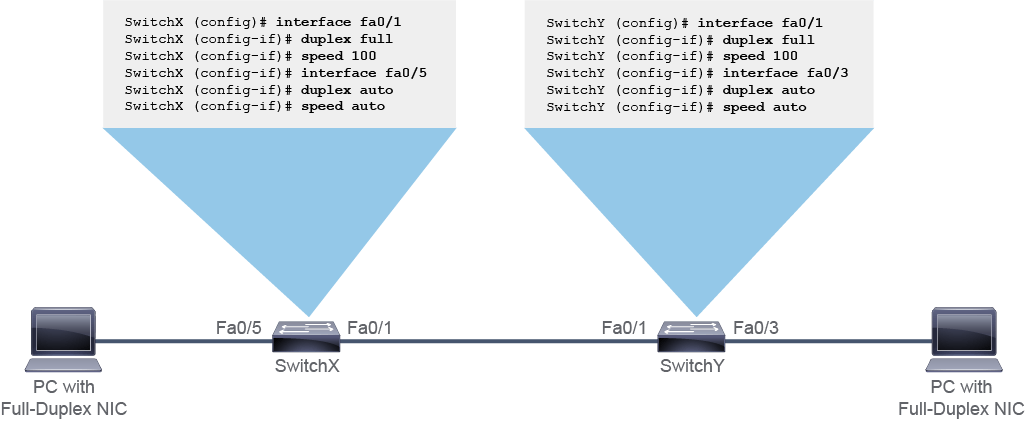 SwitchX (config)# interface fa0/1
SwitchX (config-if)# duplex full
SwitchX (config-if)# speed 100
SwitchX (config-if)# interface fa0/5
SwitchX (config-if)# duplex auto
SwitchX (config-if)# speed auto
SwitchY (config)# interface fa0/1
SwitchY (config-if)# duplex full
SwitchY (config-if)# speed 100
SwitchY (config-if)# interface fa0/3
SwitchY (config-if)# duplex auto
SwitchY (config-if)# speed auto
Fa0/5
Fa0/1
Fa0/1
Fa0/3
SwitchX
SwitchY
PC with
Full-Duplex NIC
PC with
Full-Duplex NIC